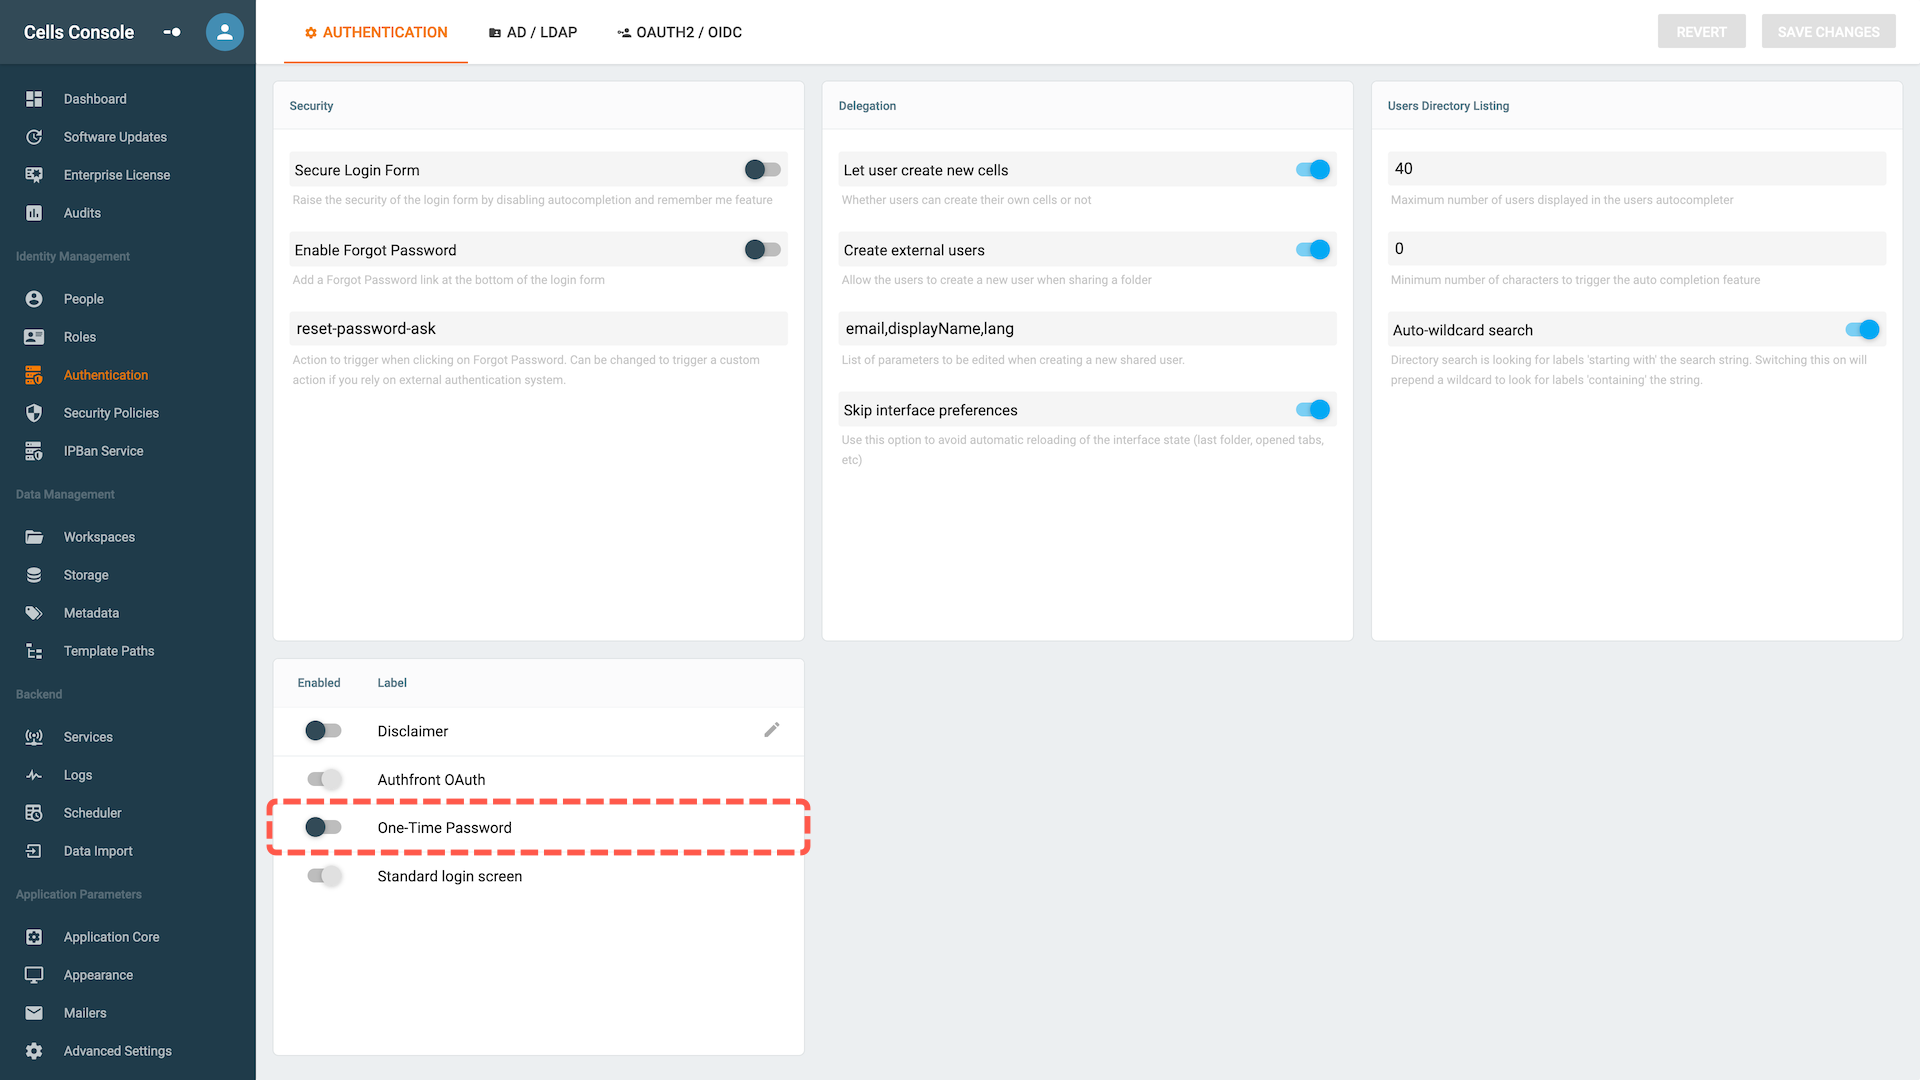 Cells Console
AUTHENTICATION
AD / LDAP
OAUTH2 / OIDC
REVERT
SAVE CHANGES
Dashboard
Software Updates
Enterprise License
Audits
Identity Management
People
Roles
Authentication
Security Policies
IPBan Service
Data Management
Workspaces
Storage
Metadata
Template Paths
Backend
Services
Logs
Scheduler
Data Import
Application Parameters
Application Core
Appearance
Mailers
Advanced Settings
Security
Secure Login Form
Raise the security of the login form by disabling autocompletion and remember me feature
Enable Forgot Password
Add a Forgot Password link at the bottom of the login form
reset-password-ask
Action to trigger when clicking on Forgot Password. Can be changed to trigger a custom
action if you rely on external authentication system.
Delegation
Let user create new cells
Whether users can create their own cells or not
Create external users
Allow the users to create a new user when sharing a folder
email,displayName,lang
List of parameters to be edited when creating a new shared user.
Skip interface preferences
Use this option to avoid automatic reloading of the interface state (last folder, opened tabs,
etc)
Users Directory Listing
40
Maximum number of users displayed in the users autocompleter
0
Minimum number of characters to trigger the auto completion feature
Auto-wildcard search
Directory search is looking for labels 'starting with' the search string. Switching this on will
prepend a wildcard to look for labels 'containing' the string.
Enabled Label
Disclaimer
Authfront OAuth
One-Time Password
Standard login screen